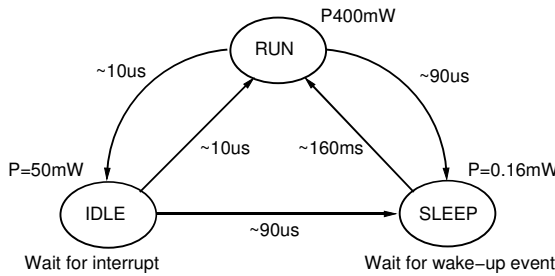 P400mW
RUN
~10us
~90us
~10us
~160ms
P=50mW
P=0.16mW
IDLE
SLEEP
~90us
Wait for interrupt
Wait for wake-up event